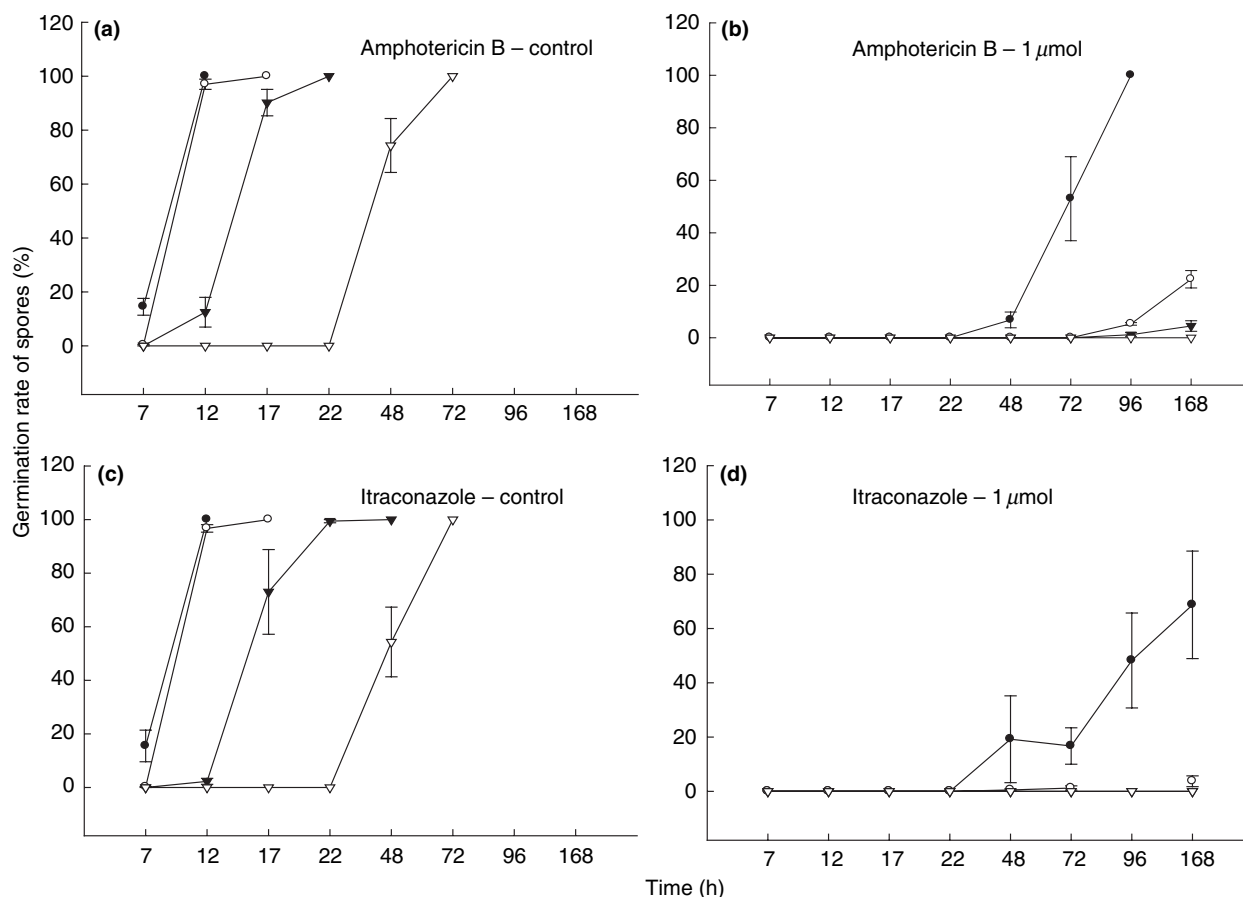 Germination rate of spores (%)
(a)
Amphotericin B – control
120
100
80
60
40
20
0
7 12 17 22 48 72 96 168
(b)
Amphotericin B – 1 μmol
120
100
80
60
40
20
0
7 12 17 22 48 72 96 168
(c)
Itraconazole – control
120
100
80
60
40
20
0
7 12 17 22 48 72 96 168
(d)
Itraconazole – 1 μmol
120
100
80
60
40
20
0
7 12 17 22 48 72 96 168
Time (h)